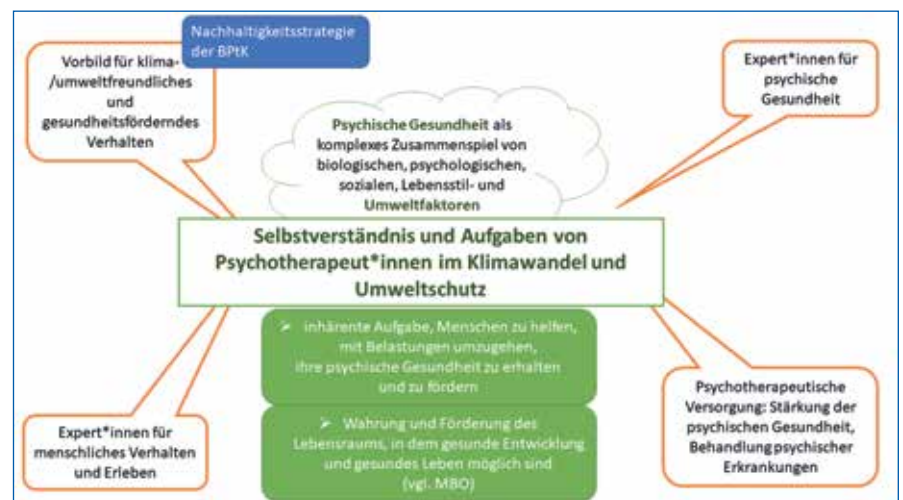 Nachhaltigkeitsstrategie
der BPtK
Vorbild für klima-
/umweltfreundliches
und
gesundheitsförderndes
Verhalten
Expert*innen für
psychische
Gesundheit
Psychische Gesundheit als
komplexes Zusammenspiel von
biologischen, psychologischen,
sozialen, Lebensstil- und
Umweltfaktoren
Selbstverständnis und Aufgaben von
Psychotherapeut*innen im Klimawandel und
Umweltschutz
➢ inhärente Aufgabe, Menschen zu helfen,
mit Belastungen umzugehen,
ihre psychische Gesundheit zu erhalten
und zu fördern
➢ Wahrung und Förderung des
Lebensraums, in dem gesunde Entwicklung
und gesundes Leben möglich sind
(vgl. MBO)
Expert*innen für
menschliches Verhalten
und Erleben
Psychotherapeutische
Versorgung: Stärkung der
psychischen Gesundheit,
Behandlung psychischer
Erkrankungen